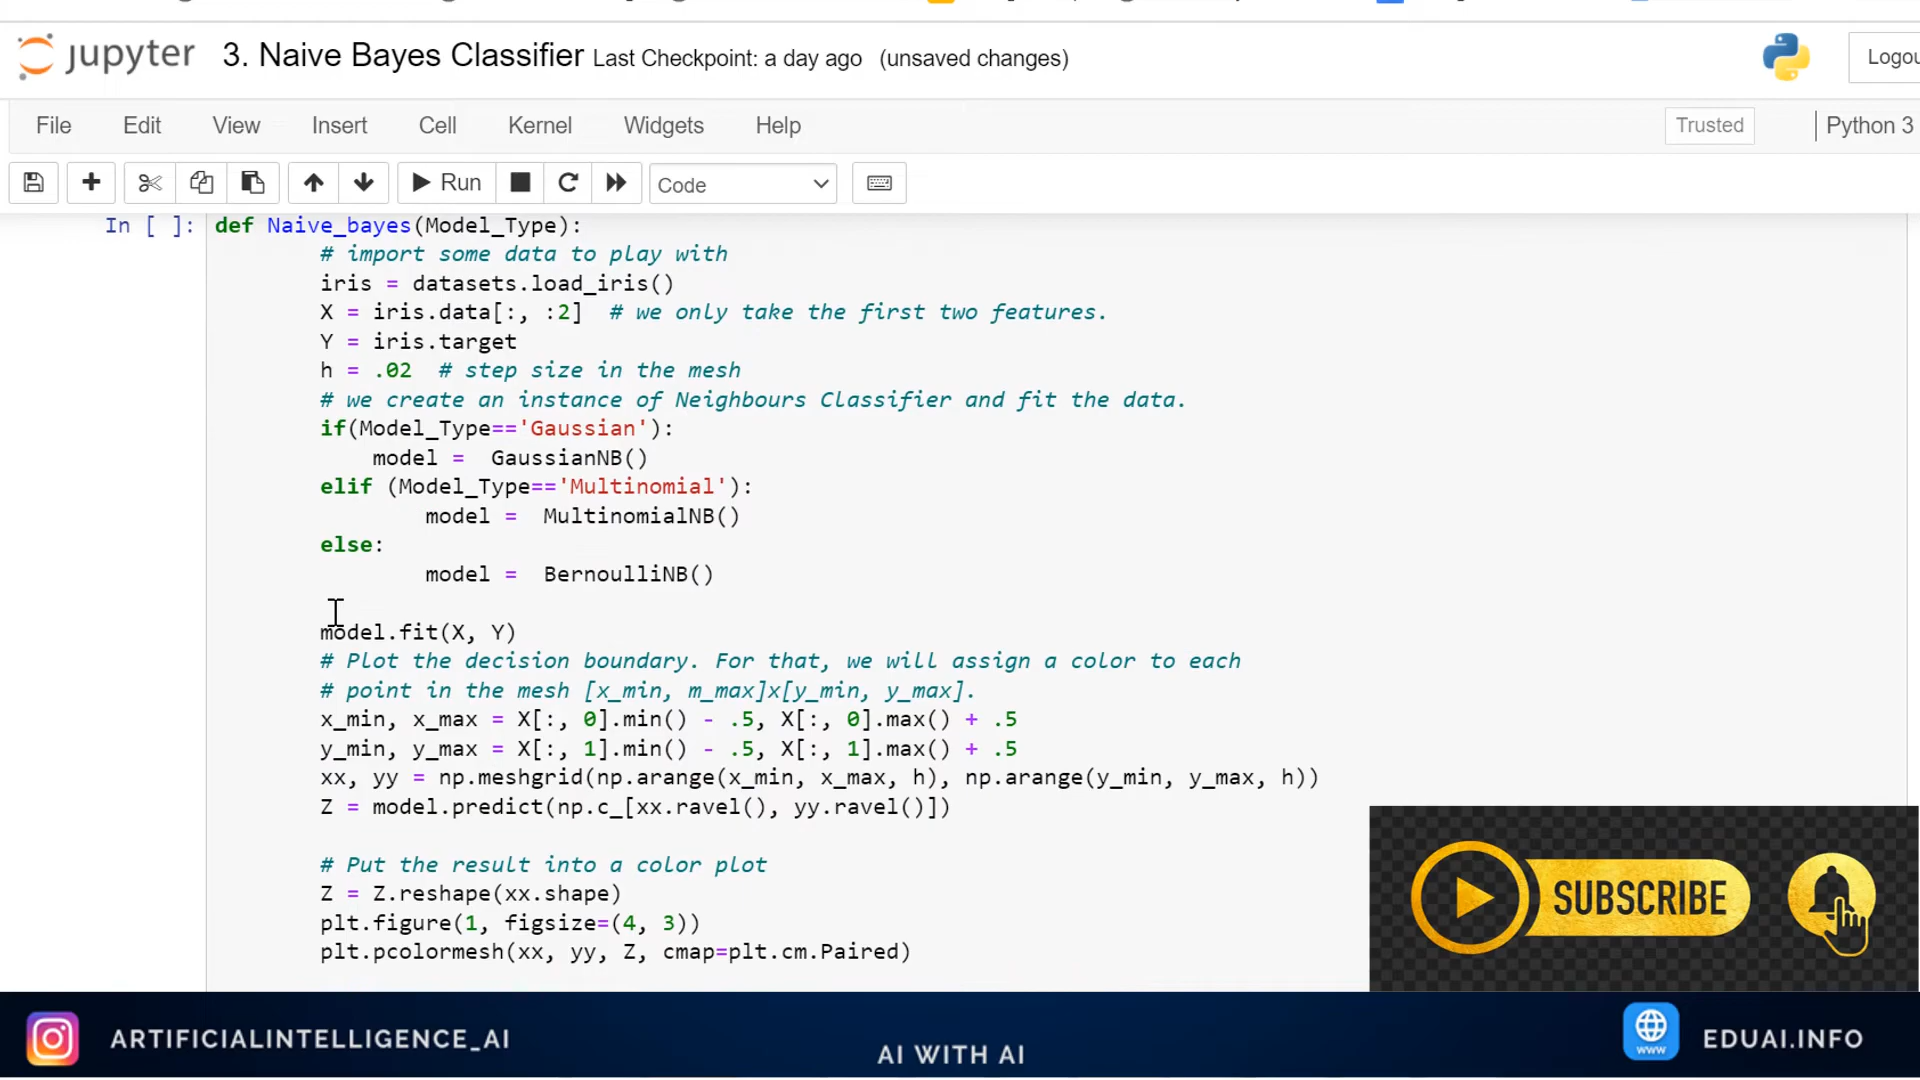 jupyter 3. Naive Bayes Classifier Last Checkpoint: a day ago (unsaved changes)
Logou
File Edit View Insert Cell Kernel Widgets Help
Trusted Python 3
Run Code
In [ ]: def Naive_bayes(Model_Type):
# import some data to play with
iris = datasets.load_iris()
X = iris.data[:, :2] # we only take the first two features.
Y = iris.target
h = .02 # step size in the mesh
# we create an instance of Neighbours Classifier and fit the data.
if(Model_Type=='Gaussian'):
model = GaussianNB()
elif (Model_Type=='Multinomial'):
model = MultinomialNB()
else:
model = BernoulliNB()
model.fit(X, Y)
# Plot the decision boundary. For that, we will assign a color to each
# point in the mesh [x_min, m_max]x[y_min, y_max].
x_min, x_max = X[:, 0].min() - .5, X[:, 0].max() + .5
y_min, y_max = X[:, 1].min() - .5, X[:, 1].max() + .5
xx, yy = np.meshgrid(np.arange(x_min, x_max, h), np.arange(y_min, y_max, h))
Z = model.predict(np.c_[xx.ravel(), yy.ravel()])
# Put the result into a color plot
Z = Z.reshape(xx.shape)
plt.figure(1, figsize=(4, 3))
plt.pcolormesh(xx, yy, Z, cmap=plt.cm.Paired)
SUBSCRIBE
ARTIFICIALINTELLIGENCE_AI
AI WITH AI
WWW
EDUAI.INFO